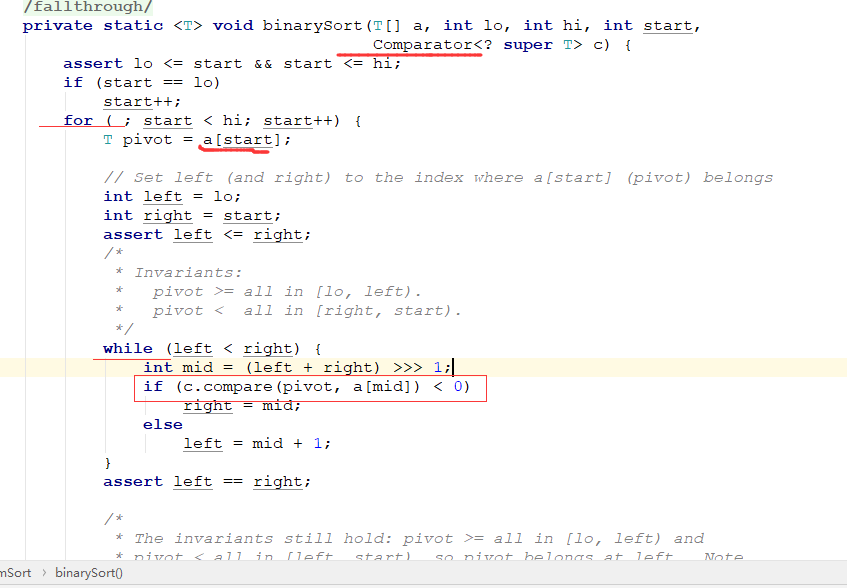 /fallthrough/
private static <T> void binarySort(T[] a, int lo, int hi, int start,
Comparator<? super T> c) {
assert lo <= start && start <= hi;
if (start == lo)
start++;
for ( ; start < hi; start++) {
T pivot = a[start];
// Set left (and right) to the index where a[start] (pivot) belongs
int left = lo;
int right = start;
assert left <= right;
/*
* Invariants:
*   pivot >= all in [lo, left).
*   pivot <  all in [right, start).
*/
while (left < right) {
int mid = (left + right) >>> 1;
if (c.compare(pivot, a[mid]) < 0)
right = mid;
else
left = mid + 1;
}
assert left == right;
/*
* The invariants still hold: pivot >= all in [lo, left) and
* pivot < all in [left, start), so pivot belongs at left.  Note
mSort › binarySort()